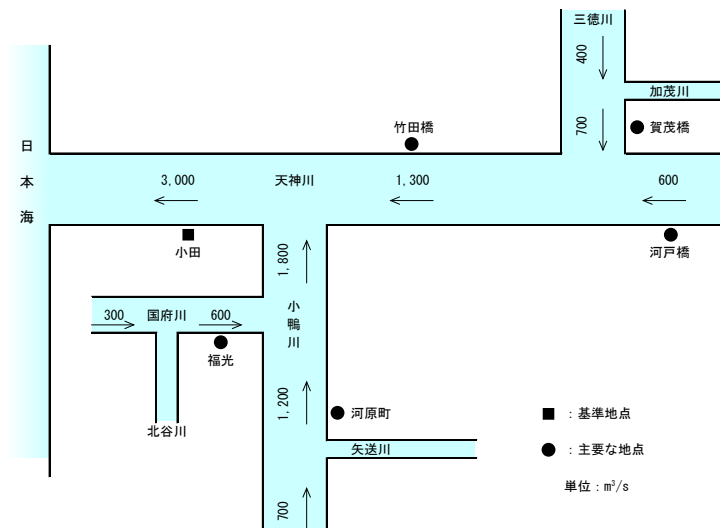 三徳川
400
加茂川
700
賀茂橋
竹田橋
日本海
3,000
天神川
1,300
600
小田
河戸橋
1,800
国府川
300
600
小鴨川
福光
1,200
河原町
北谷川
矢送川
700
■ :基準地点
● :主要な地点
単位:m³/s